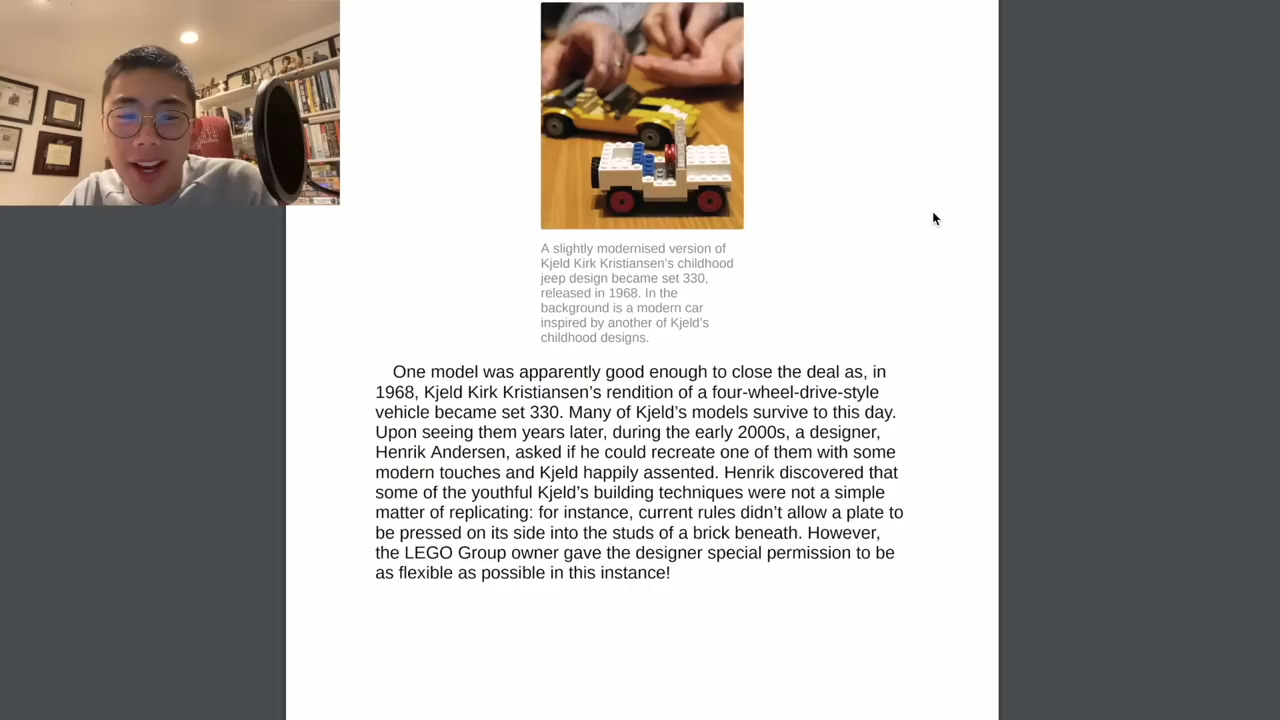 A slightly modernised version of
Kjeld Kirk Kristiansen's childhood
jeep design became set 330,
released in 1968. In the
background is a modern car
inspired by another of Kjeld's
childhood designs.
One model was apparently good enough to close the deal as, in
1968, Kjeld Kirk Kristiansen's rendition of a four-wheel-drive-style
vehicle became set 330. Many of Kjeld's models survive to this day.
Upon seeing them years later, during the early 2000s, a designer,
Henrik Andersen, asked if he could recreate one of them with some
modern touches and Kjeld happily assented. Henrik discovered that
some of the youthful Kjeld's building techniques were not a simple
matter of replicating: for instance, current rules didn't allow a plate to
be pressed on its side into the studs of a brick beneath. However,
the LEGO Group owner gave the designer special permission to be
as flexible as possible in this instance!